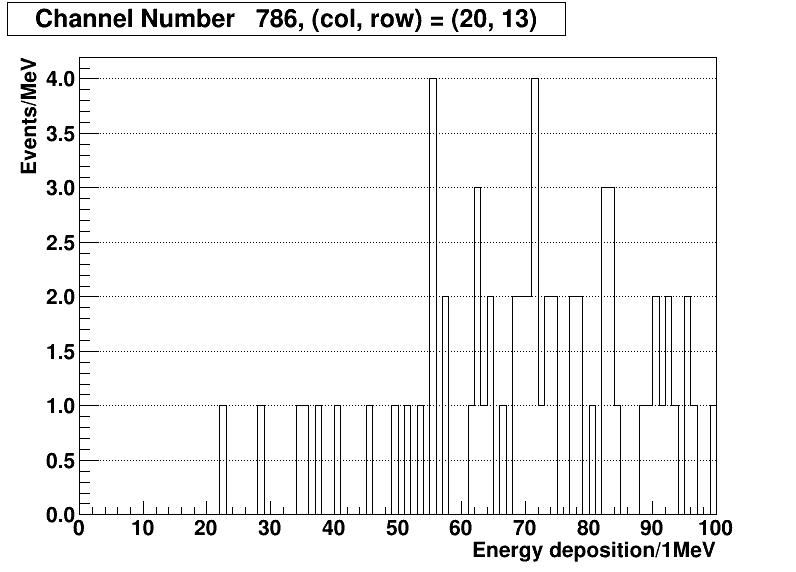 Channel Number   786, (col, row) = (20, 13)
Events/MeV
4.0
3.5
3.0
2.5
2.0
1.5
1.0
0.5
0.0
0 10 20 30 40 50 60 70 80 90 100
Energy deposition/1MeV